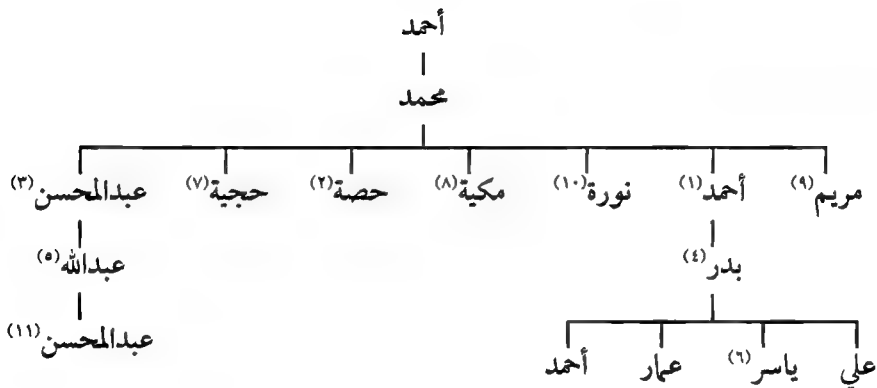 أحمد
محمد
مريم(٩) أحمد(١) نورة(١٠) مكية(٨) حصة(٢) حجية(٧) عبدالمحسن(٣)
بدر(٤) عبدالله(٥)
علي ياسر(٦) عمار أحمد عبدالمحسن(١١)